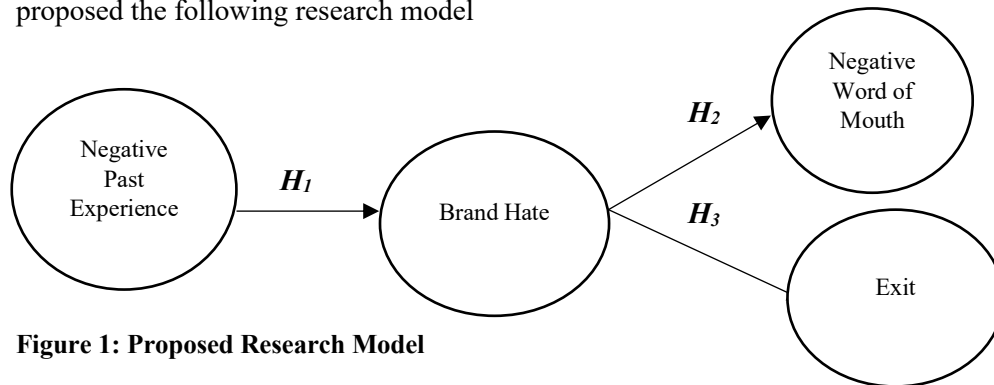 proposed the following research model
Negative
Past
Experience
H1
Brand Hate
H2
H3
Negative
Word of
Mouth
Exit
Figure 1: Proposed Research Model